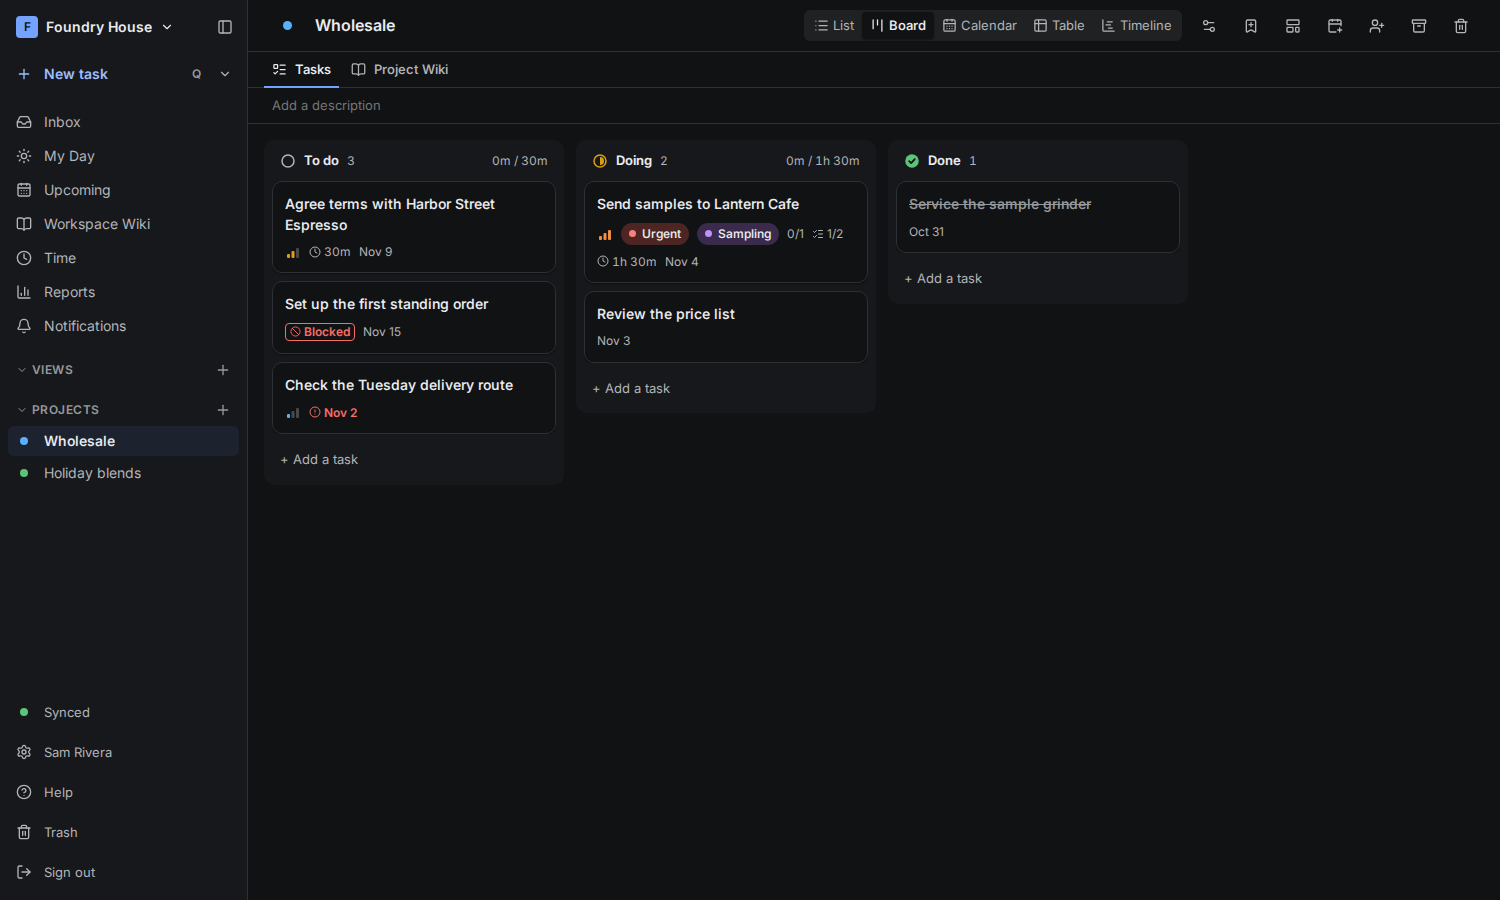 F Foundry House
New task Q
Inbox
My Day
Upcoming
Workspace Wiki
Time
Reports
Notifications
VIEWS
PROJECTS
Wholesale
Holiday blends
Synced
Sam Rivera
Help
Trash
Sign out
Wholesale
List Board Calendar Table Timeline
Tasks Project Wiki
Add a description
To do 3 0m / 30m
Agree terms with Harbor Street
Espresso
30m Nov 9
Set up the first standing order
Blocked Nov 15
Check the Tuesday delivery route
Nov 2
+ Add a task
Doing 2 0m / 1h 30m
Send samples to Lantern Cafe
Urgent Sampling 0/1 1/2
1h 30m Nov 4
Review the price list
Nov 3
+ Add a task
Done 1
Service the sample grinder
Oct 31
+ Add a task